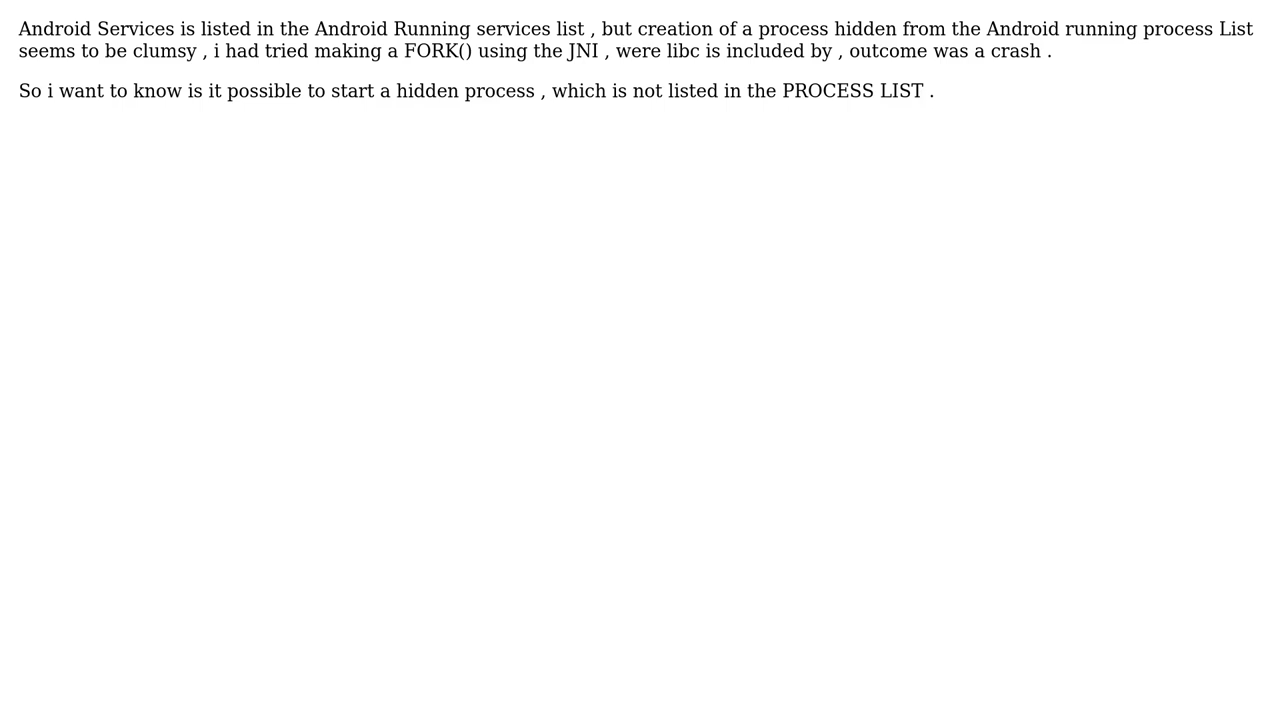 Android Services is listed in the Android Running services list , but creation of a process hidden from the Android running process List
seems to be clumsy , i had tried making a FORK() using the JNI , were libc is included by , outcome was a crash .
So i want to know is it possible to start a hidden process , which is not listed in the PROCESS LIST .